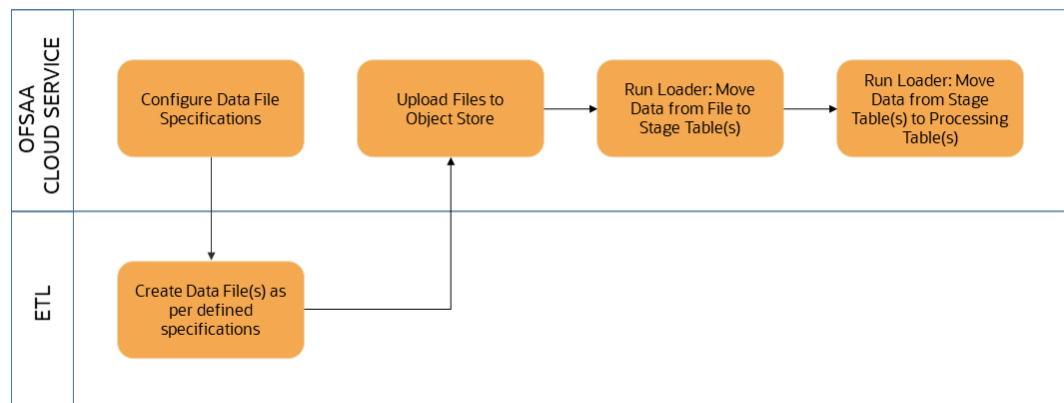 OFSAA
CLOUD SERVICE
Configure Data File
Specifications
Upload Files to
Object Store
Run Loader: Move
Data from File to
Stage Table(s)
Run Loader: Move
Data from Stage
Table(s) to Processing
Table(s)
ETL
Create Data File(s) as
per defined
specifications